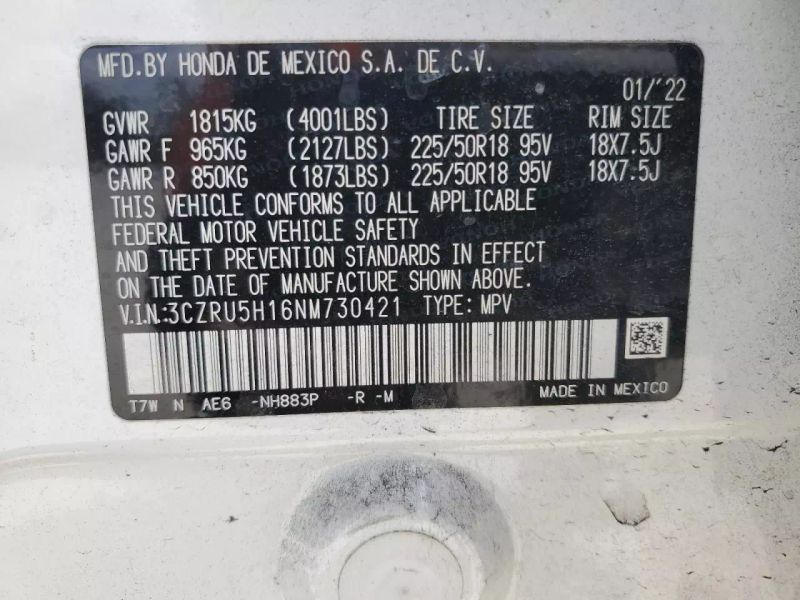 MFD.BY HONDA DE MEXICO S.A. DE C.V.
01/'22
GVWR 1815KG (4001LBS) TIRE SIZE RIM SIZE
GAWR F 965KG (2127LBS) 225/50R18 95V 18X7.5J
GAWR R 850KG (1873LBS) 225/50R18 95V 18X7.5J
THIS VEHICLE CONFORMS TO ALL APPLICABLE
FEDERAL MOTOR VEHICLE SAFETY
AND THEFT PREVENTION STANDARDS IN EFFECT
ON THE DATE OF MANUFACTURE SHOWN ABOVE.
V.I.N.:3CZRU5H16NM730421 TYPE: MPV
T7W N AE6 -NH883P -R -M MADE IN MEXICO